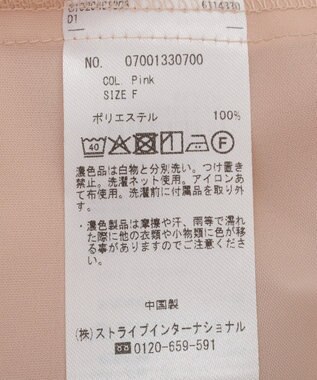 D1
NO. 07001330700
COL Pink
SIZE F
ポリエステル 100%
40
F
濃色品は白物と分別洗い。つけ置き
禁止。洗濯ネット使用。アイロンあ
て布使用。洗濯前に付属品を取り外
す。
・濃色製品は摩擦や汗、雨等で濡れ
た際に他の衣類や小物類に色が移
る事がありますのでご注意くださ
い。
中国製
(株)ストライプインターナショナル
0120-659-591